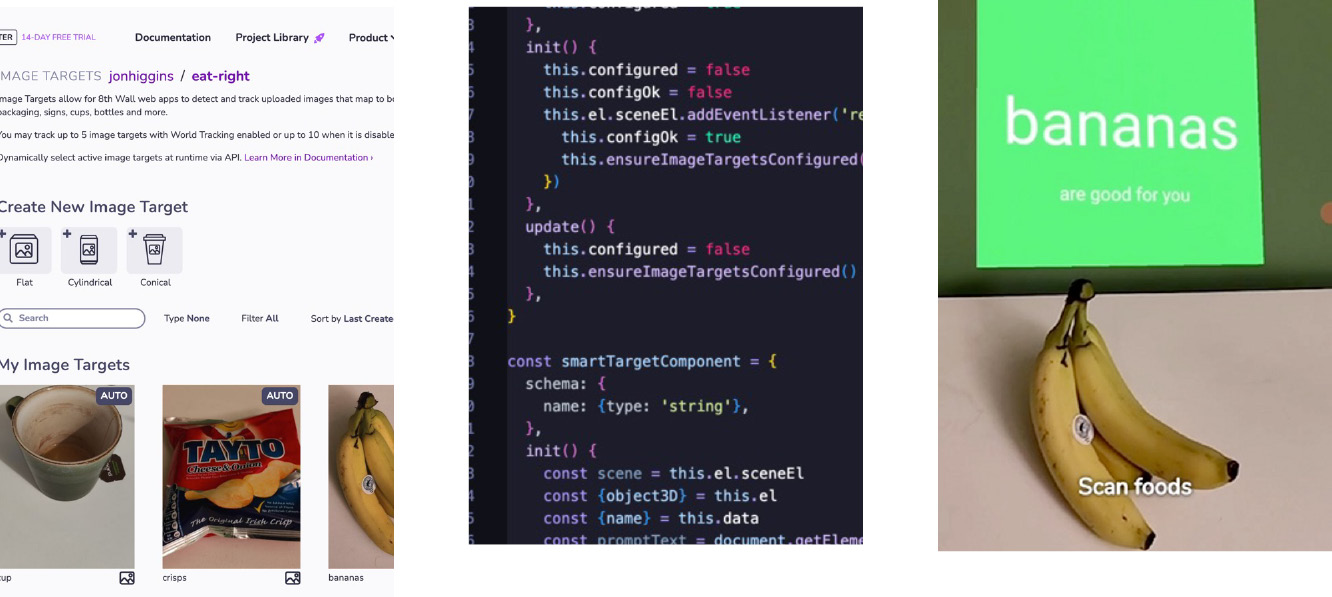 TER 14-DAY FREE TRIAL Documentation Project Library Product
IMAGE TARGETS jonhiggins / eat-right
Image Targets allow for 8th Wall web apps to detect and track uploaded images that map to
packaging, signs, cups, bottles and more.
You may track up to 5 image targets with World Tracking enabled or up to 10 when it is disable
Dynamically select active image targets at runtime via API. Learn More in Documentation ›
Create New Image Target
Flat Cylindrical Conical
Search Type None Filter All Sort by Last Create
My Image Targets
AUTO AUTO
TAYTO
Cheese & Onion
The Original Irish Crisp
cup crisps bananas
},
init() {
this.configured = false
this.configOk = false
this.el.sceneEl.addEventListener('re
this.configOk = true
this.ensureImageTargetsConfigured(
})
},
update() {
this.configured = false
this.ensureImageTargetsConfigured()
},
}
const smartTargetComponent = {
schema: {
name: {type: 'string'},
},
init() {
const scene = this.el.sceneEl
const {object3D} = this.el
const {name} = this.data
const promptText = document.getEleme
bananas
are good for you
Scan foods